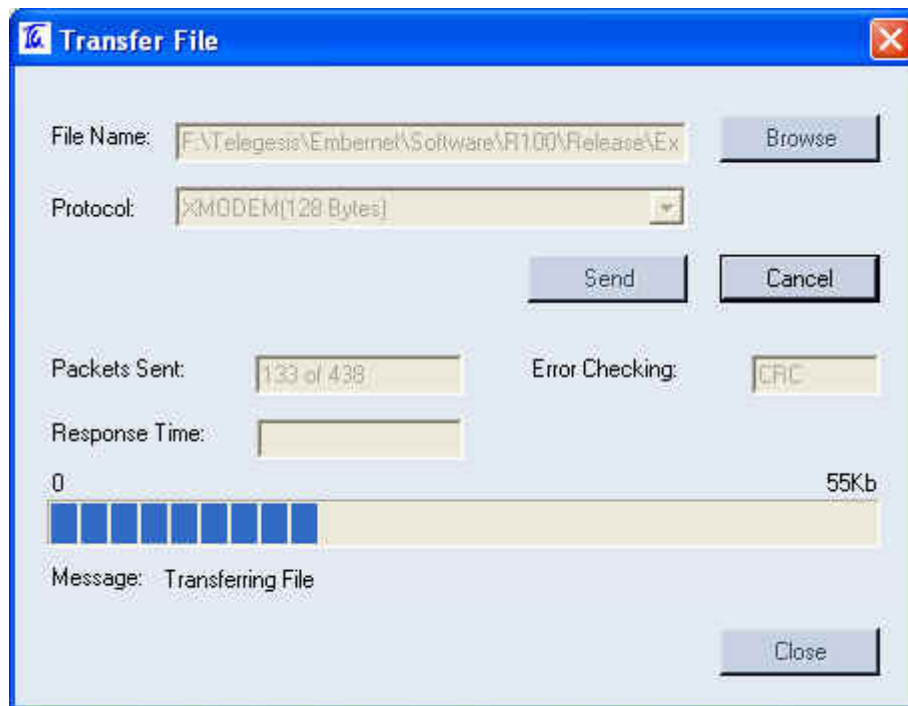 Transfer File
File Name: F:\Telegesis\Embernet\Software\R100\Release\Ex Browse
Protocol: XMODEM(128 Bytes)
Send Cancel
Packets Sent: 133 of 438 Error Checking: CRC
Response Time:
0 55Kb
Message: Transferring File
Close